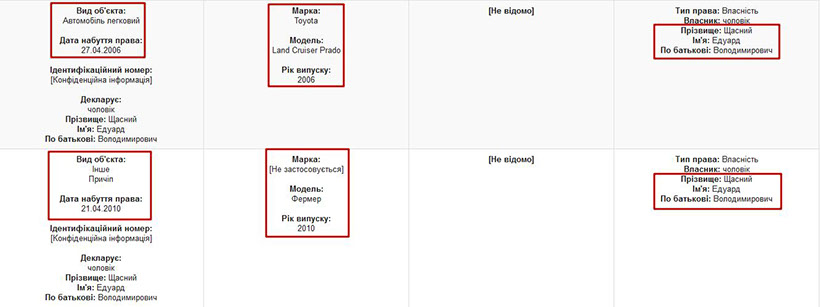 Вид об'єкта:
Автомобіль легковий
Дата набуття права:
27.04.2006
Ідентифікаційний номер:
[Конфіденційна інформація]
Декларує:
чоловік
Прізвище: Щасний
Ім'я: Едуард
По батькові: Володимирович
Марка:
Toyota
Модель:
Land Cruiser Prado
Рік випуску:
2006
[Не відомо]
Тип права: Власність
Власник: чоловік
Прізвище: Щасний
Ім'я: Едуард
По батькові: Володимирович
Вид об'єкта:
Інше
Причіп
Дата набуття права:
21.04.2010
Ідентифікаційний номер:
[Конфіденційна інформація]
Декларує:
чоловік
Прізвище: Щасний
Ім'я: Едуард
По батькові: Володимирович
Марка:
[Не застосовується]
Модель:
Фермер
Рік випуску:
2010
[Не відомо]
Тип права: Власність
Власник: чоловік
Прізвище: Щасний
Ім'я: Едуард
По батькові: Володимирович